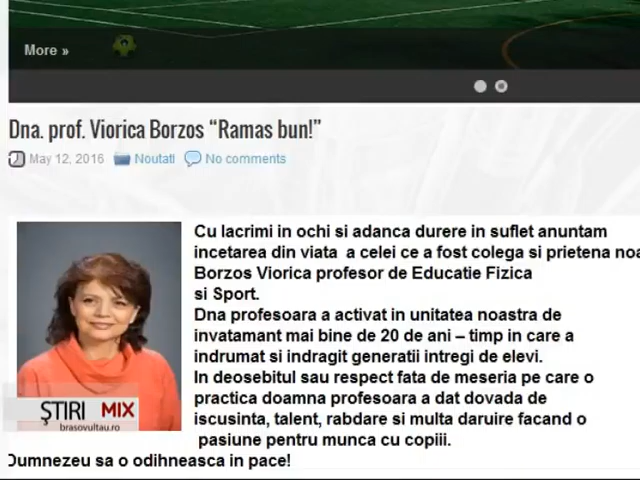 More »
Dna. prof. Viorica Borzos “Ramas bun!”
May 12, 2016 Noutati No comments
Cu lacrimi in ochi si adanca durere in suflet anuntam
incetarea din viata a celei ce a fost colega si prietena
Borzos Viorica profesor de Educatie Fizica
si Sport.
Dna profesoara a activat in unitatea noastra de
invatamant mai bine de 20 de ani – timp in care a
indrumat si indragit generatii intregi de elevi.
In deosebitul sau respect fata de meseria pe care o
practica doamna profesoara a dat dovada de
iscusinta, talent, rabdare si multa daruire facand o
pasiune pentru munca cu copiii.
Dumnezeu sa o odihneasca in pace!
ŞTIRI MIX
brasovultau.ro